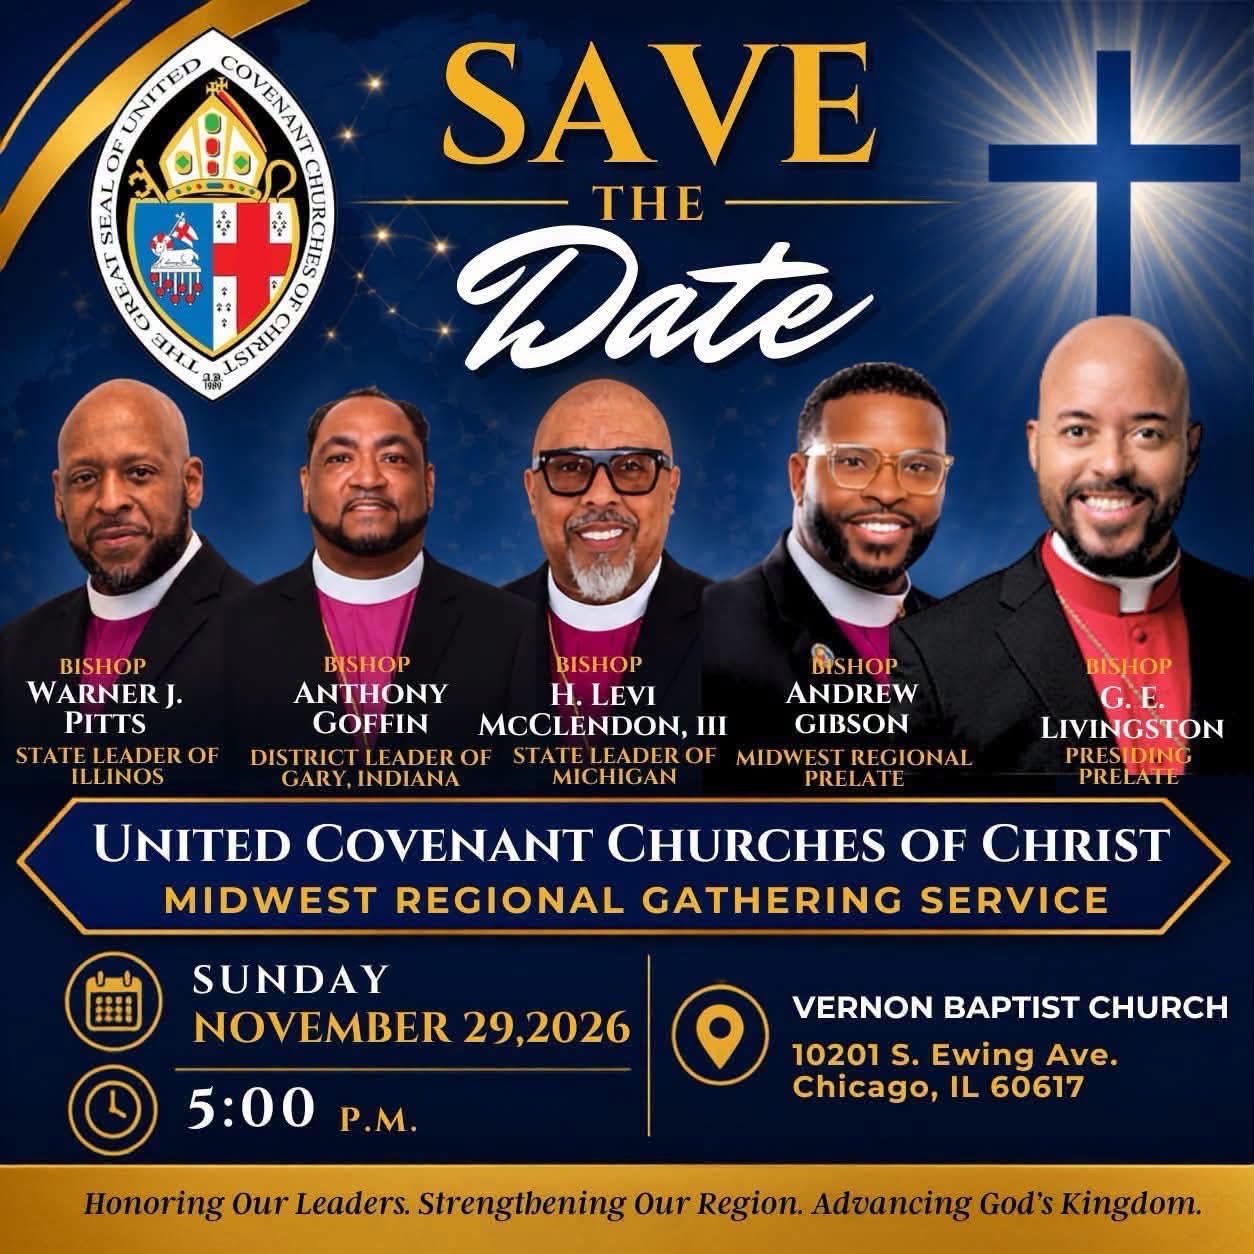 THE GREAT SEAL OF UNITED COVENANT CHURCHES OF CHRIST
A.D.
1989
SAVE
THE
Date
BISHOP
WARNER J.
PITTS
STATE LEADER OF
ILLINOS
BISHOP
ANTHONY
GOFFIN
DISTRICT LEADER OF
GARY, INDIANA
BISHOP
H. LEVI
MCCLENDON, III
STATE LEADER OF
MICHIGAN
BISHOP
ANDREW
GIBSON
MIDWEST REGIONAL
PRELATE
BISHOP
G. E.
LIVINGSTON
PRESIDING
PRELATE
UNITED COVENANT CHURCHES OF CHRIST
MIDWEST REGIONAL GATHERING SERVICE
SUNDAY
NOVEMBER 29,2026
5:00 P.M.
VERNON BAPTIST CHURCH
10201 S. Ewing Ave.
Chicago, IL 60617
Honoring Our Leaders. Strengthening Our Region. Advancing God's Kingdom.